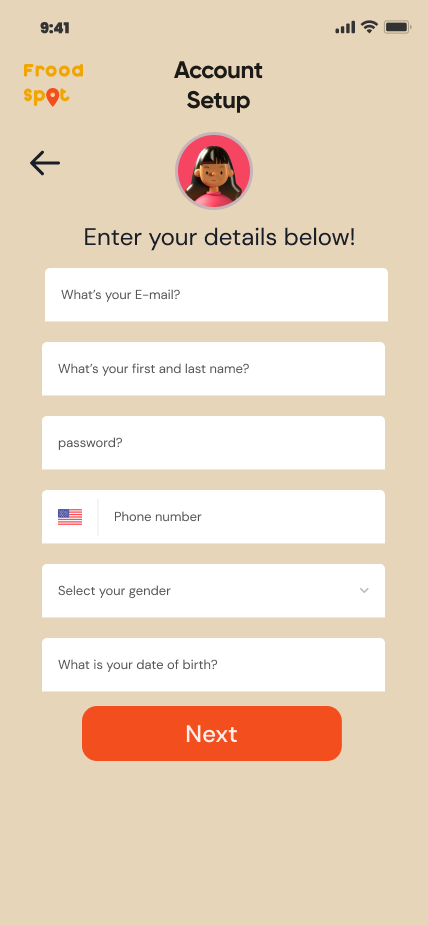 9:41
Frood
spot
Account
Setup
Enter your details below!
What's your E-mail?
What's your first and last name?
password?
Phone number
Select your gender
What is your date of birth?
Next